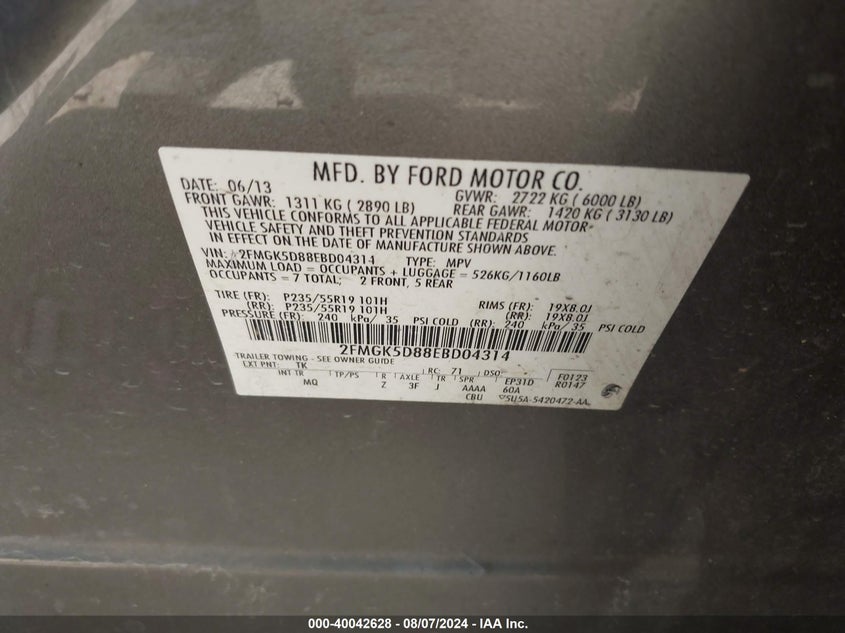 MFD. BY FORD MOTOR CO.
DATE: 06/13 GVWR: 2722 KG ( 6000 LB)
FRONT GAWR: 1311 KG ( 2890 LB) REAR GAWR: 1420 KG ( 3130 LB)
THIS VEHICLE CONFORMS TO ALL APPLICABLE FEDERAL MOTOR
VEHICLE SAFETY AND THEFT PREVENTION STANDARDS
IN EFFECT ON THE DATE OF MANUFACTURE SHOWN ABOVE.
VIN: 2FMGK5D88EBD04314 TYPE: MPV
MAXIMUM LOAD = OCCUPANTS + LUGGAGE = 526KG/1160LB
OCCUPANTS = 7 TOTAL; 2 FRONT, 5 REAR
TIRE (FR): P235/55R19 101H RIMS (FR): 19X8.0J
(RR): P235/55R19 101H (RR): 19X8.0J
PRESSURE (FR): 240 kPa/ 35 PSI COLD (RR): 240 kPa/ 35 PSI COLD
2FMGK5D88EBD04314
TRAILER TOWING - SEE OWNER GUIDE
EXT PNT: TK RC: 71 DSO:
INT TR TP/PS R AXLE TR SPR EP31D F0123
MQ Z 3F J AAAA 60A R0147
CBU 5U5A-5420472-AA
000-40042628 - 08/07/2024 - IAA Inc.